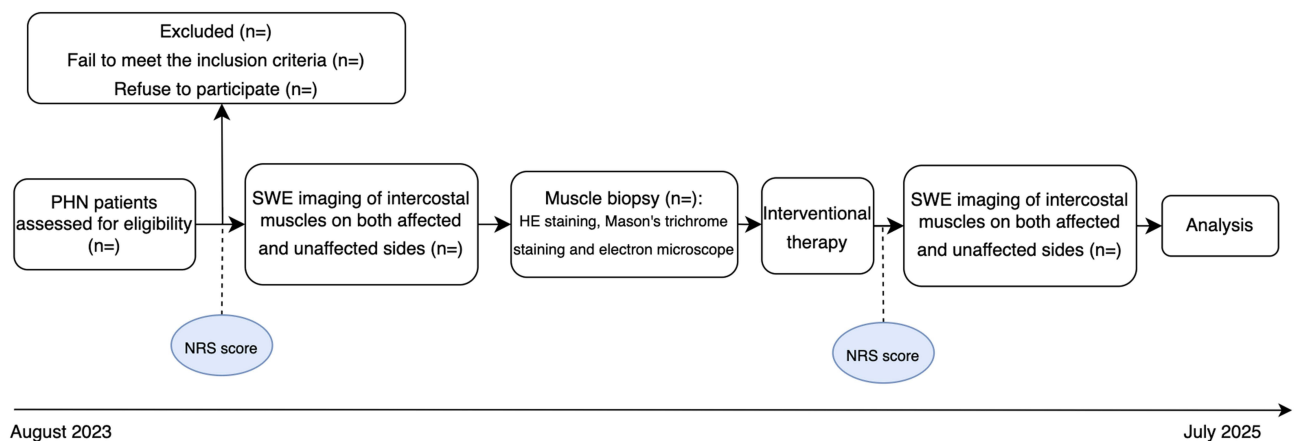 Excluded (n=)
Fail to meet the inclusion criteria (n=)
Refuse to participate (n=)
PHN patients
assessed for eligibility
(n=)
SWE imaging of intercostal
muscles on both affected
and unaffected sides (n=)
Muscle biopsy (n=):
HE staining, Mason's trichrome
staining and electron microscope
Interventional
therapy
SWE imaging of intercostal
muscles on both affected
and unaffected sides (n=)
Analysis
NRS score
NRS score
August 2023
July 2025